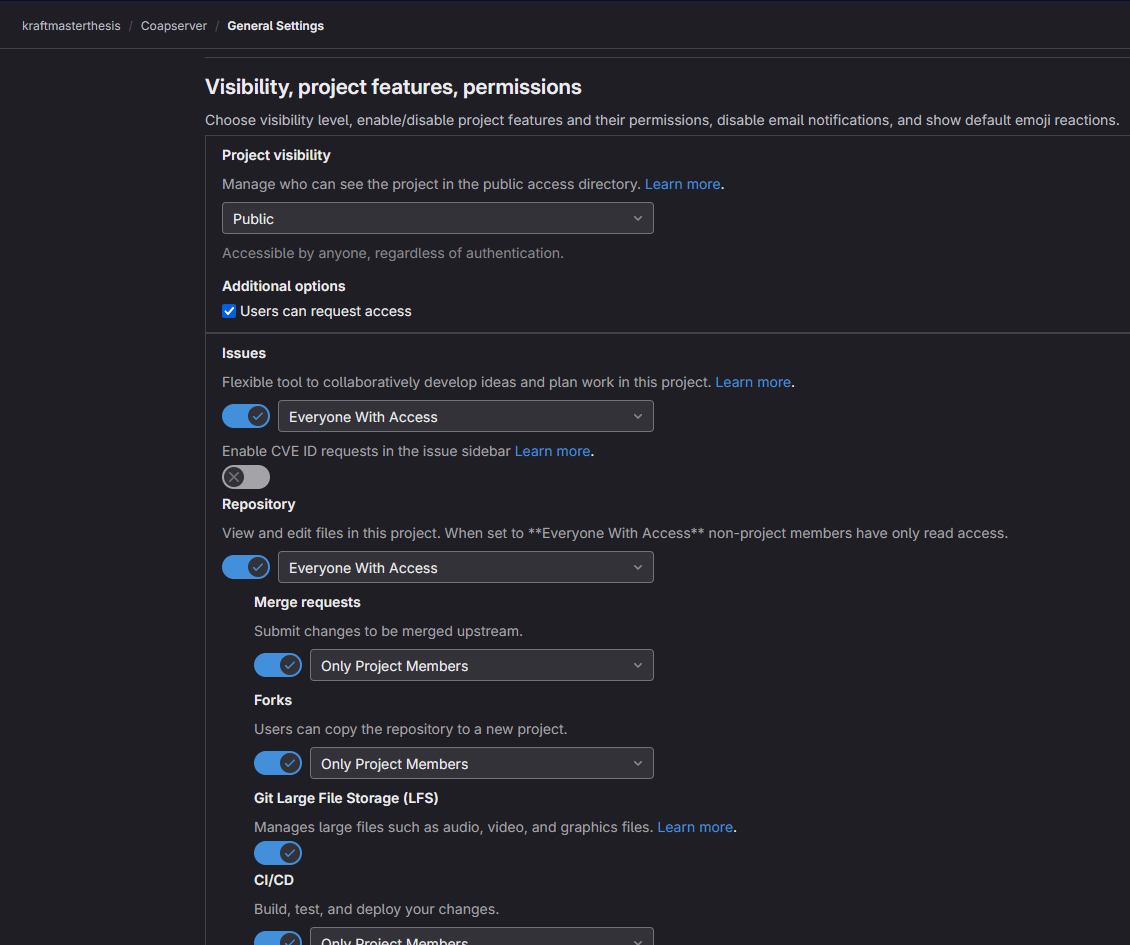 kraftmasterthesis / Coapserver / General Settings
Visibility, project features, permissions
Choose visibility level, enable/disable project features and their permissions, disable email notifications, and show default emoji reactions.
Project visibility
Manage who can see the project in the public access directory. Learn more.
Public
Accessible by anyone, regardless of authentication.
Additional options
Users can request access
Issues
Flexible tool to collaboratively develop ideas and plan work in this project. Learn more.
Everyone With Access
Enable CVE ID requests in the issue sidebar Learn more.
Repository
View and edit files in this project. When set to **Everyone With Access** non-project members have only read access.
Everyone With Access
Merge requests
Submit changes to be merged upstream.
Only Project Members
Forks
Users can copy the repository to a new project.
Only Project Members
Git Large File Storage (LFS)
Manages large files such as audio, video, and graphics files. Learn more.
CI/CD
Build, test, and deploy your changes.
Only Project Members